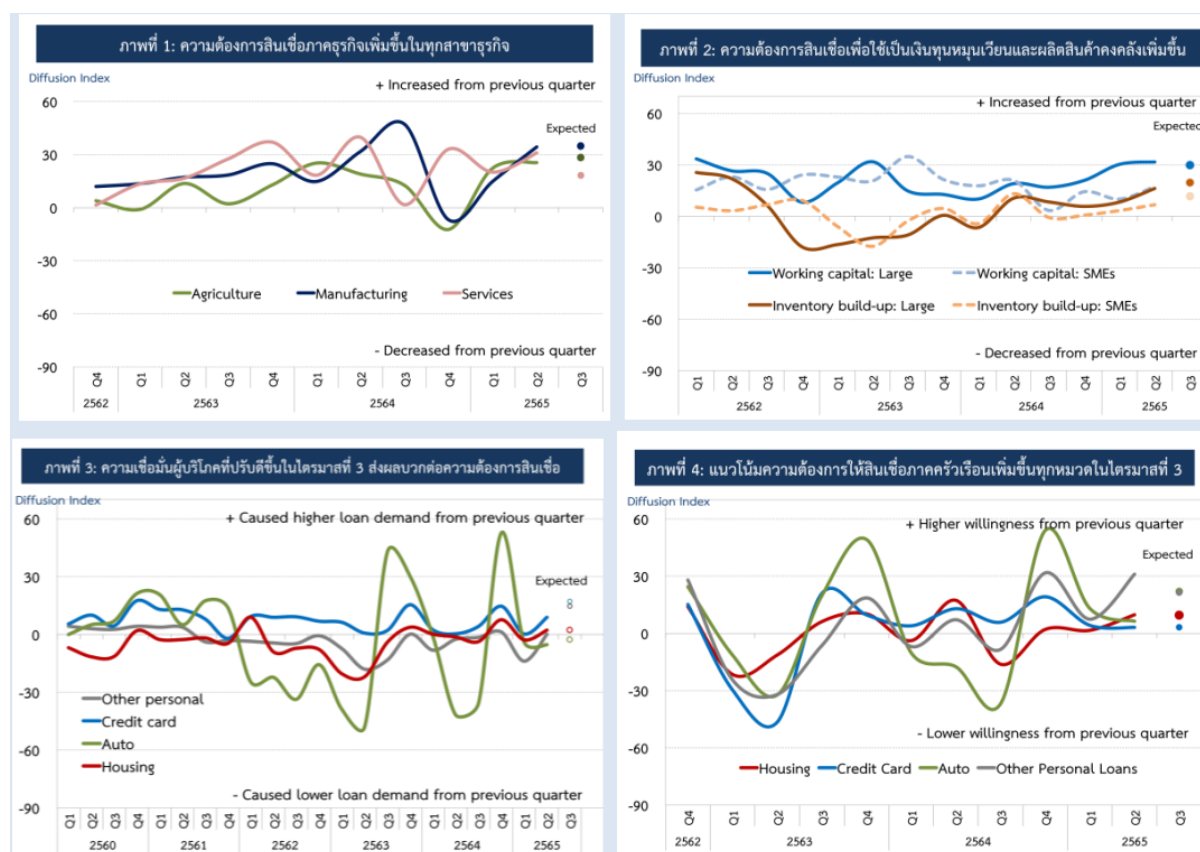 ภาพที่ 1: ความต้องการสินเชื่อภาคธุรกิจเพิ่มขึ้นในทุกสาขาธุรกิจ
Diffusion Index
+ Increased from previous quarter
Expected
60
30
0
-30
-60
-90
Agriculture Manufacturing Services
- Decreased from previous quarter
Q4 Q1 Q2 Q3 Q4 Q1 Q2 Q3 Q4 Q1 Q2 Q3
2562 2563 2564 2565
ภาพที่ 2: ความต้องการสินเชื่อเพื่อใช้เป็นเงินทุนหมุนเวียนและผลิตสินค้าคงคลังเพิ่มขึ้น
Diffusion Index
+ Increased from previous quarter
Expected
60
30
0
-30
-60
-90
Working capital: Large Working capital: SMEs
Inventory build-up: Large Inventory build-up: SMEs
- Decreased from previous quarter
Q1 Q2 Q3 Q4 Q1 Q2 Q3 Q4 Q1 Q2 Q3 Q4 Q1 Q2 Q3
2562 2563 2564 2565
ภาพที่ 3: ความเชื่อมั่นผู้บริโภคที่ปรับดีขึ้นในไตรมาสที่ 3 ส่งผลบวกต่อความต้องการสินเชื่อ
Diffusion Index
+ Caused higher loan demand from previous quarter
Expected
60
30
0
-30
-60
-90
Other personal
Credit card
Auto
Housing
- Caused lower loan demand from previous quarter
Q1 Q2 Q3 Q4 Q1 Q2 Q3 Q4 Q1 Q2 Q3 Q4 Q1 Q2 Q3 Q4 Q1 Q2 Q3 Q4 Q1 Q2 Q3
2560 2561 2562 2563 2564 2565
ภาพที่ 4: แนวโน้มความต้องการให้สินเชื่อภาคครัวเรือนเพิ่มขึ้นทุกหมวดในไตรมาสที่ 3
Diffusion Index
+ Higher willingness from previous quarter
Expected
60
30
0
-30
-60
-90
- Lower willingness from previous quarter
Housing Credit Card Auto Other Personal Loans
Q4 Q1 Q2 Q3 Q4 Q1 Q2 Q3 Q4 Q1 Q2 Q3
2562 2563 2564 2565